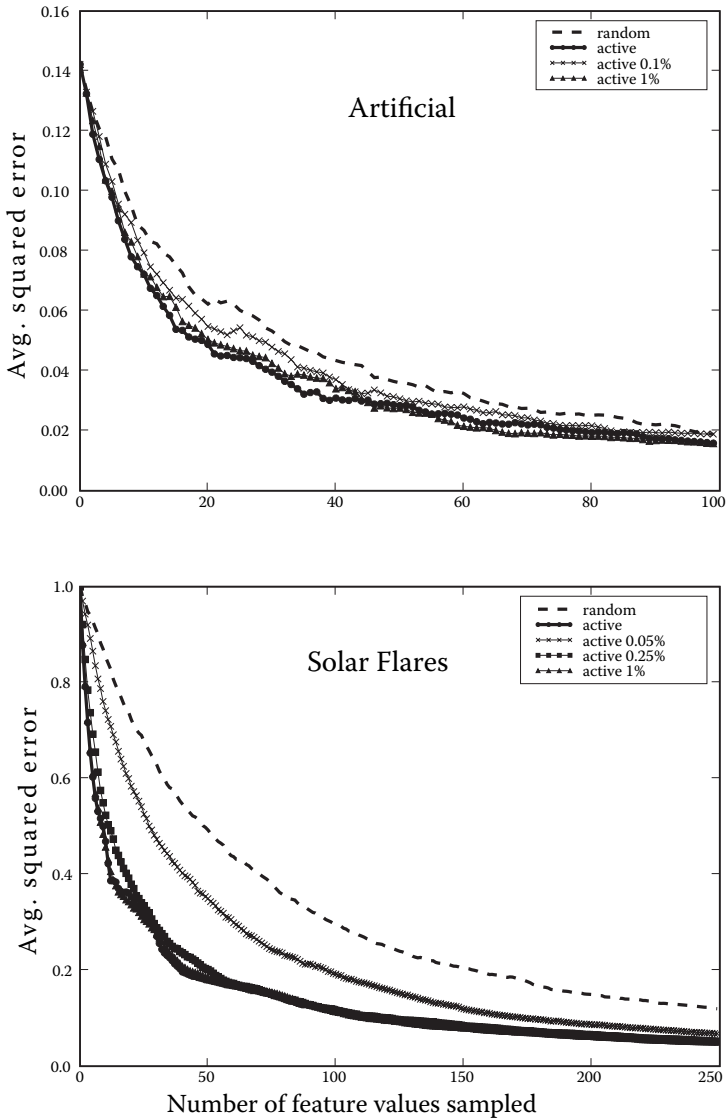 0.16
0.14
0.12
0.10
0.08
0.06
0.04
0.02
0.00
Avg. squared error
random
active
active 0.1%
active 1%
Artificial
0
20
40
60
80
100
1.0
0.8
0.6
0.4
0.2
0.0
Avg. squared error
random
active
active 0.05%
active 0.25%
active 1%
Solar Flares
0
50
100
150
200
250
Number of feature values sampled